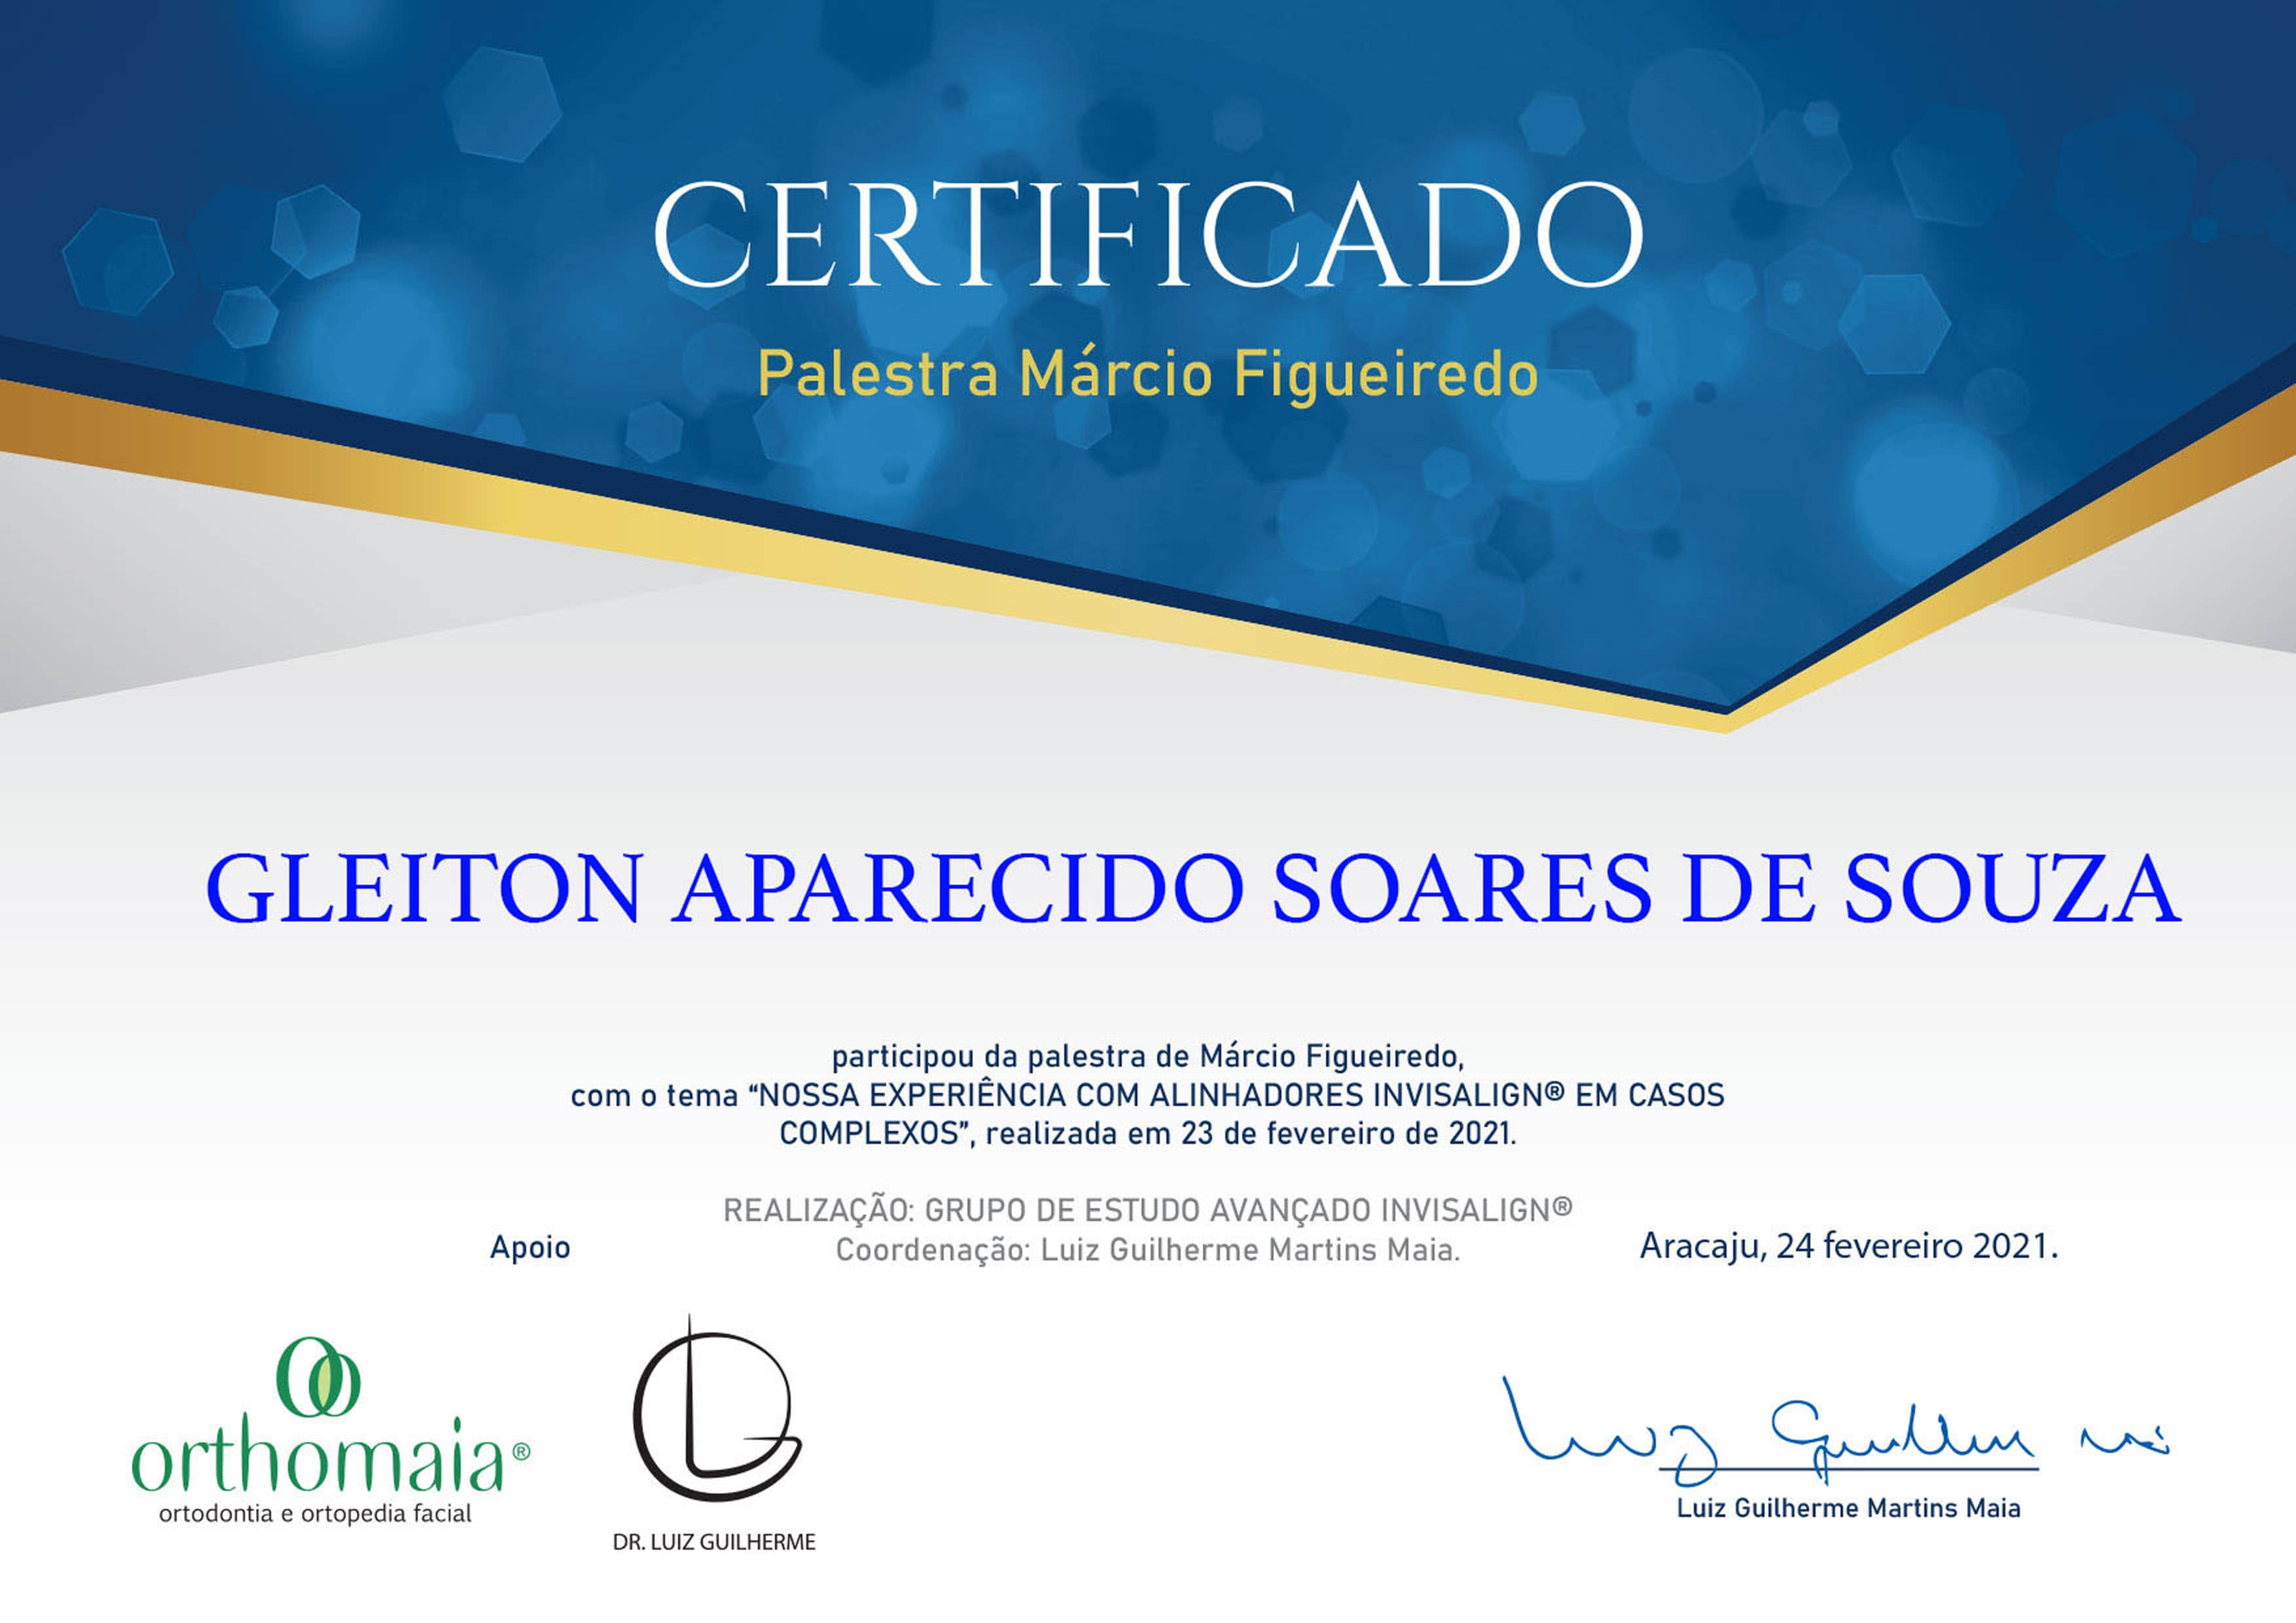 CERTIFICADO
Palestra Márcio Figueiredo
GLEITON APARECIDO SOARES DE SOUZA
participou da palestra de Márcio Figueiredo,
com o tema “NOSSA EXPERIÊNCIA COM ALINHADORES INVISALIGN® EM CASOS
COMPLEXOS”, realizada em 23 de fevereiro de 2021.
REALIZAÇÃO: GRUPO DE ESTUDO AVANÇADO INVISALIGN®
Coordenação: Luiz Guilherme Martins Maia.
Apoio
Aracaju, 24 fevereiro 2021.
orthomaia®
ortodontia e ortopedia facial
DR. LUIZ GUILHERME
Luiz Guilherme Martins Maia